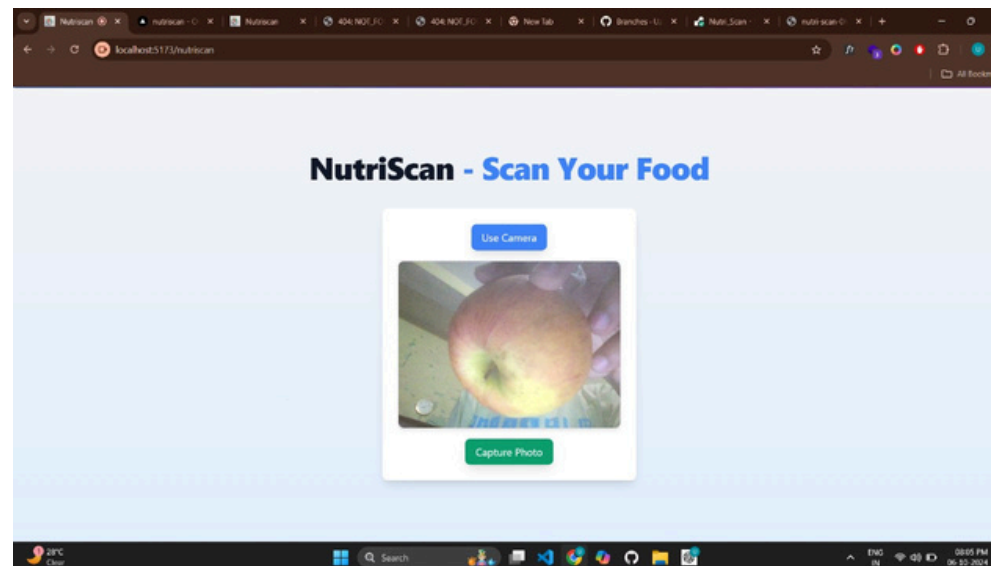 Nutriscan
nutriscan - O
Nutriscan
404: NOT_FO
404: NOT_FO
New Tab
Branches - U
Nutri_Scan -
nutri-scan-
localhost:5173/nutriscan
All Bookm
NutriScan - Scan Your Food
Use Camera
Capture Photo
28°C
Clear
Search
ENG
IN
08:05 PM
06-10-2024